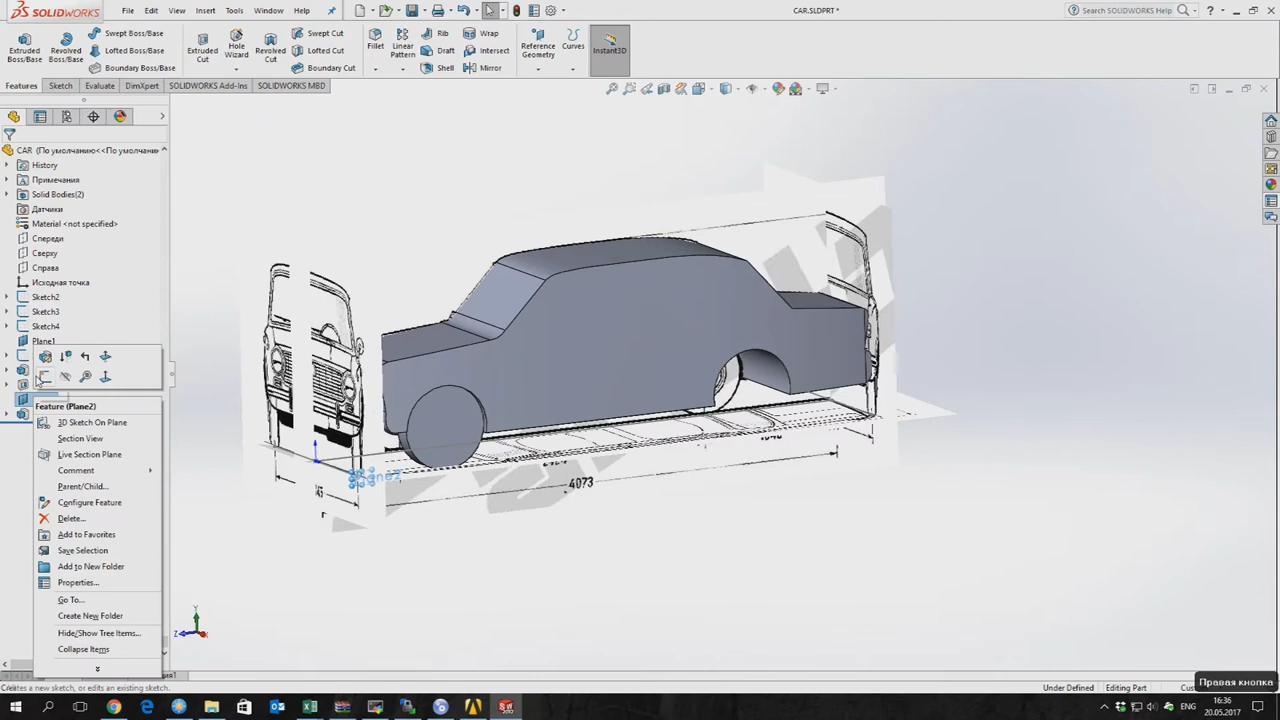 SOLIDWORKS
File
Edit
View
Insert
Tools
Window
Help
CAR.SLDPRT *
Search SOLIDWORKS Help
Extruded Boss/Base
Revolved Boss/Base
Swept Boss/Base
Lofted Boss/Base
Boundary Boss/Base
Extruded Cut
Hole Wizard
Revolved Cut
Swept Cut
Lofted Cut
Boundary Cut
Fillet
Linear Pattern
Rib
Draft
Shell
Wrap
Intersect
Mirror
Reference Geometry
Curves
Instant3D
Features
Sketch
Evaluate
DimXpert
SOLIDWORKS Add-Ins
SOLIDWORKS MBD
CAR (По умолчанию<<По умолчани
History
Примечания
Solid Bodies(2)
Датчики
Material <not specified>
Спереди
Сверху
Справа
Исходная точка
Sketch2
Sketch3
Sketch4
Plane1
Feature (Plane2)
3D Sketch On Plane
Section View
Live Section Plane
Comment
Parent/Child...
Configure Feature
Delete...
Add to Favorites
Save Selection
Add to New Folder
Properties...
Go To...
Create New Folder
Hide/Show Tree Items...
Collapse Items
4073
Y
Z
X
Creates a new sketch, or edits an existing sketch.
Under Defined
Editing Part
Правая кнопка
ENG
16:36
20.05.2017